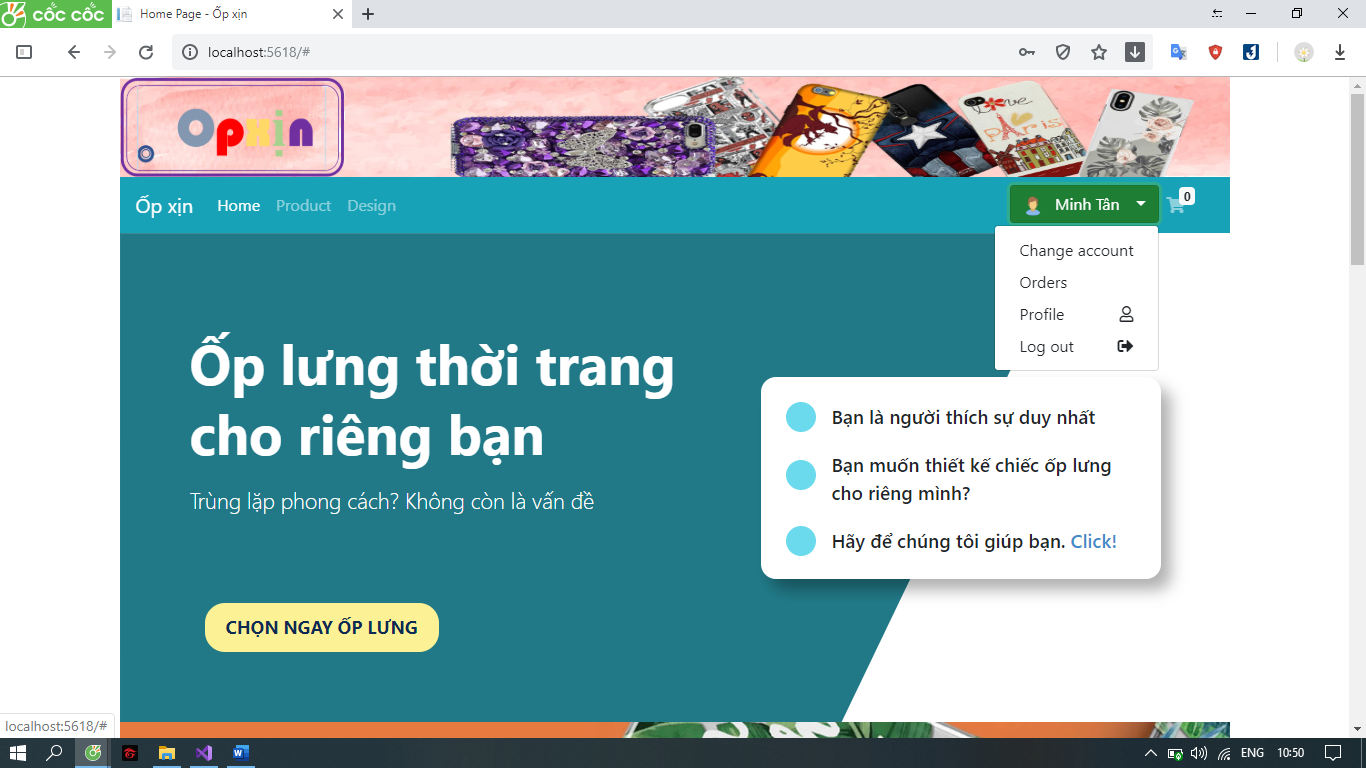 cốc cốc
Home Page - Ốp xịn
localhost:5618/#
Opxịn
Love
PARIS
Ốp xịn Home Product Design Minh Tân 0
Change account
Orders
Profile
Log out
Ốp lưng thời trang
cho riêng bạn
Trùng lặp phong cách? Không còn là vấn đề
CHỌN NGAY ỐP LƯNG
Bạn là người thích sự duy nhất
Bạn muốn thiết kế chiếc ốp lưng
cho riêng mình?
Hãy để chúng tôi giúp bạn. Click!
localhost:5618/#
ENG 10:50